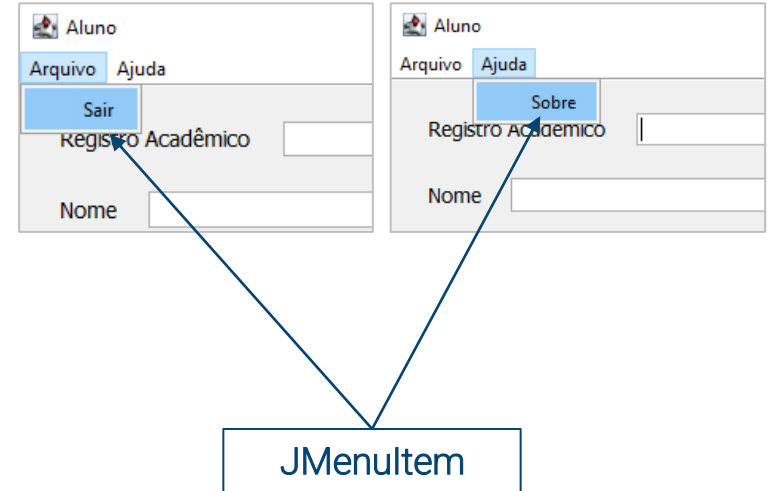 Aluno
Arquivo Ajuda
Sair
Registro Acadêmico
Nome
Aluno
Arquivo Ajuda
Sobre
Registro Acadêmico
Nome
JMenuItem